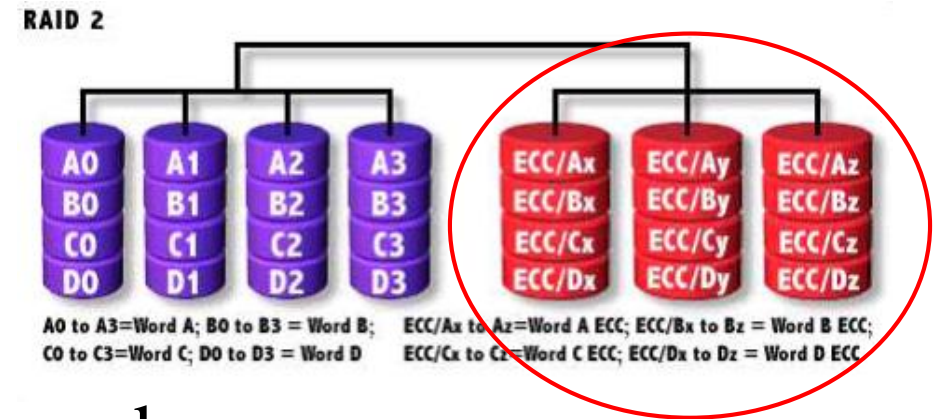 RAID 2
A0 A1 A2 A3 ECC/Ax ECC/Ay ECC/Az
B0 B1 B2 B3 ECC/Bx ECC/By ECC/Bz
C0 C1 C2 C3 ECC/Cx ECC/Cy ECC/Cz
D0 D1 D2 D3 ECC/Dx ECC/Dy ECC/Dz
A0 to A3=Word A; B0 to B3 = Word B; ECC/Ax to Az=Word A ECC; ECC/Bx to Bz = Word B ECC;
C0 to C3=Word C; D0 to D3 = Word D ECC/Cx to Cz=Word C ECC; ECC/Dx to Dz = Word D ECC